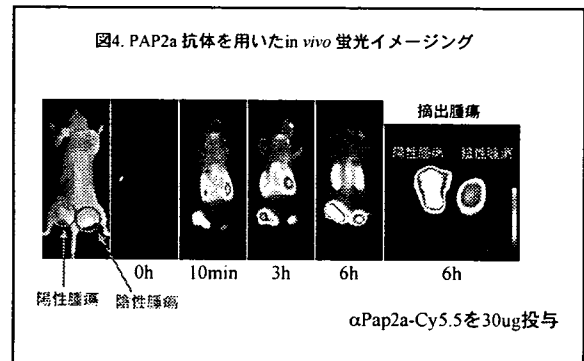 図4. PAP2a 抗体を用いたin vivo 蛍光イメージング
摘出腫瘍
陽性腫瘍 陰性腫瘍
0h 10min 3h 6h 6h
陽性腫瘍 陰性腫瘍
αPap2a-Cy5.5を30ug投与